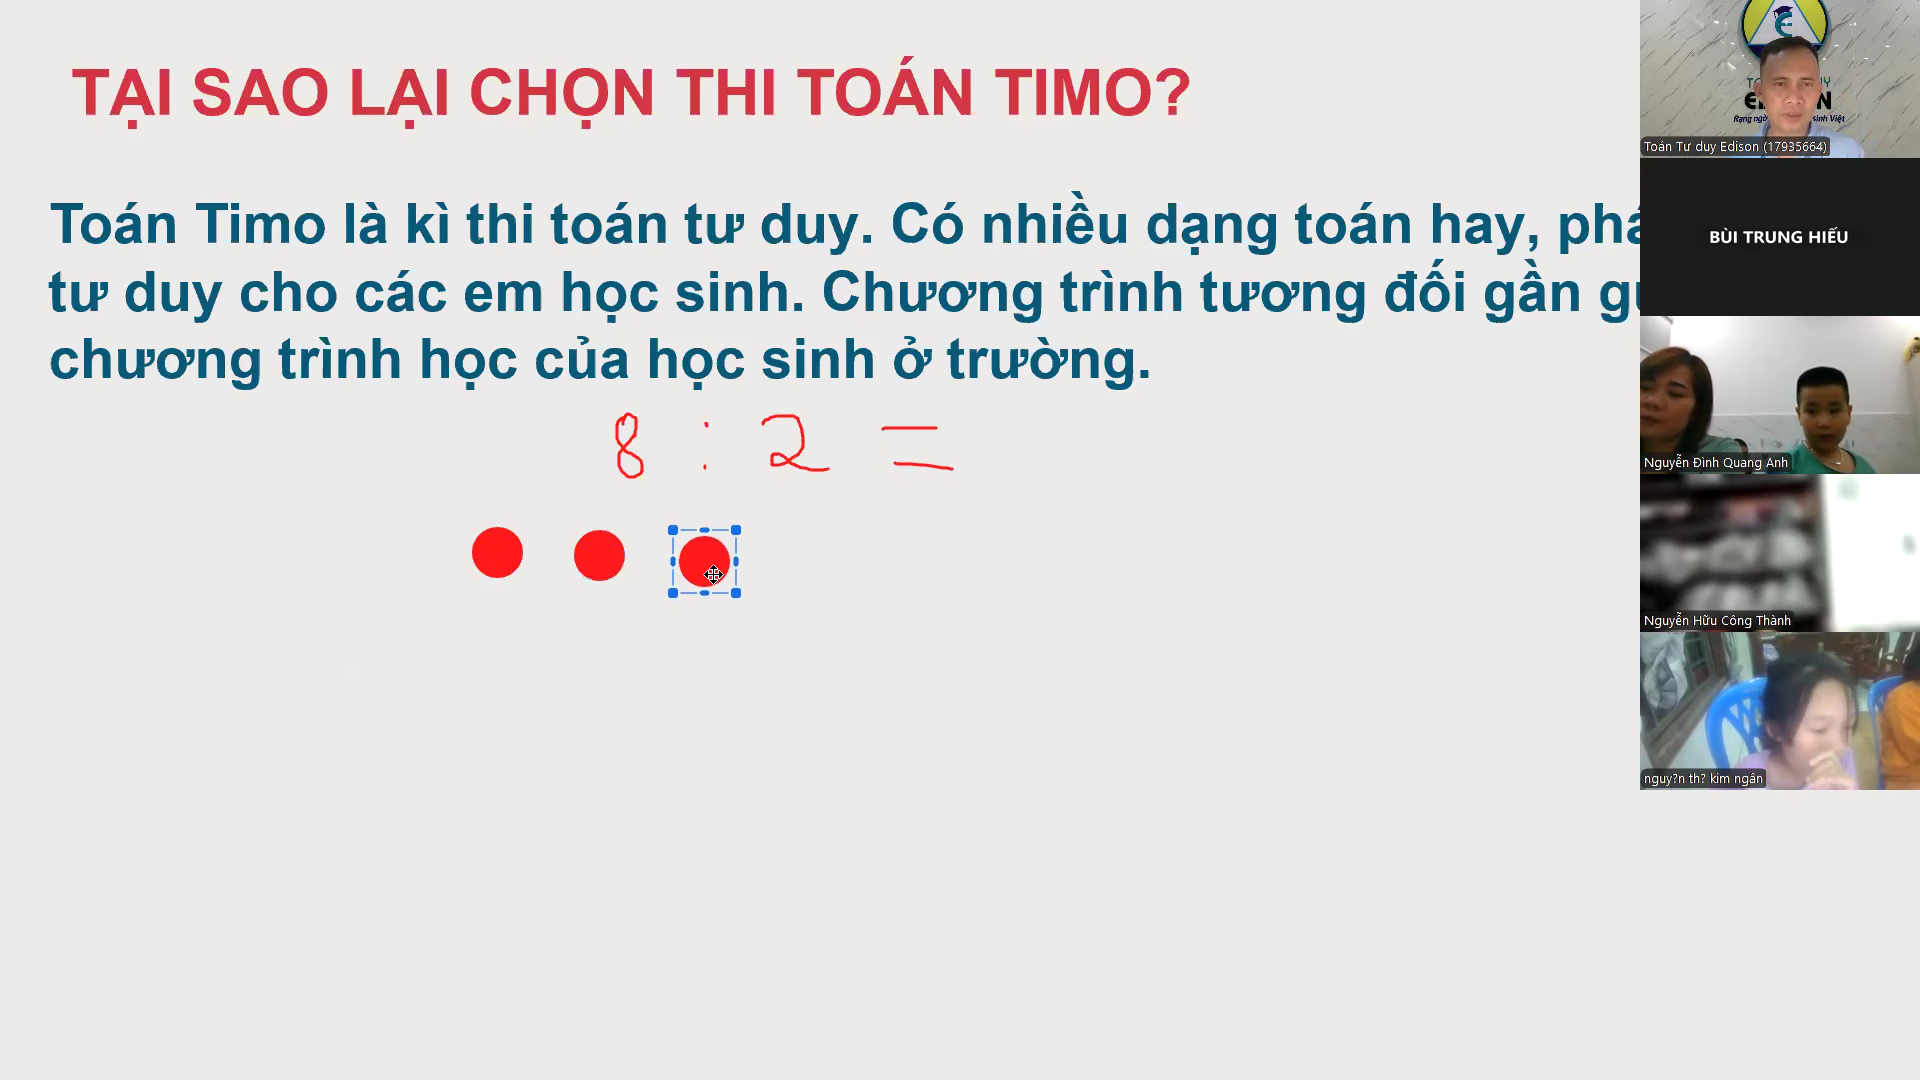 TẠI SAO LẠI CHỌN THI TOÁN TIMO?
Toán Timo là kì thi toán tư duy. Có nhiều dạng toán hay,
tư duy cho các em học sinh. Chương trình tương đối gần
chương trình học của học sinh ở trường.
8 : 2 =
Toán Tư duy Edison (17935664)
BÙI TRUNG HIẾU
Nguyễn Đình Quang Anh
Nguyễn Hữu Công Thành
nguy?n th? kim ngân